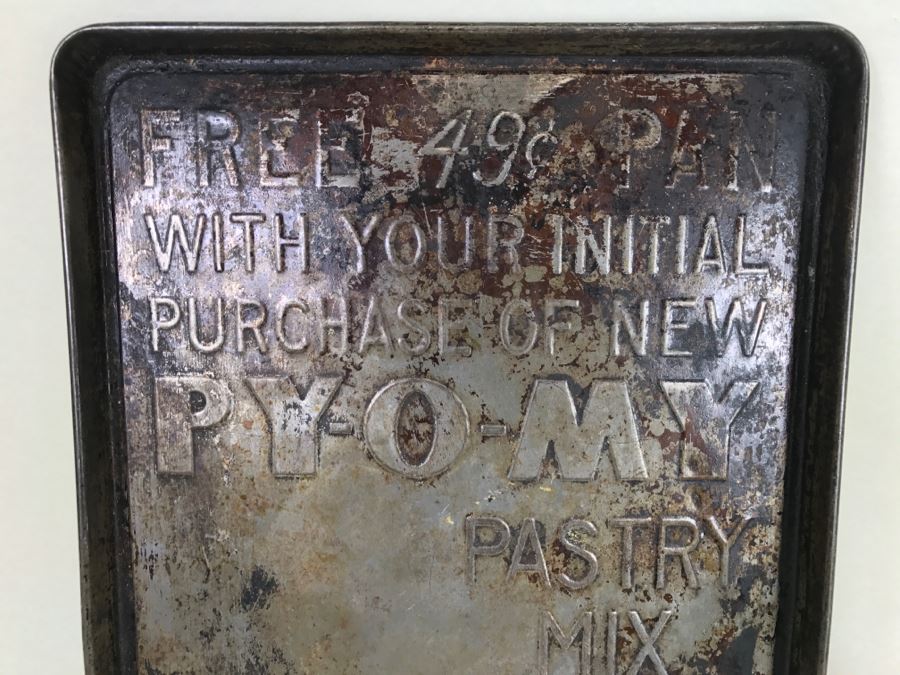 FREE 49¢ PAN
WITH YOUR INITIAL
PURCHASE OF NEW
PY-O-MY
PASTRY
MIX